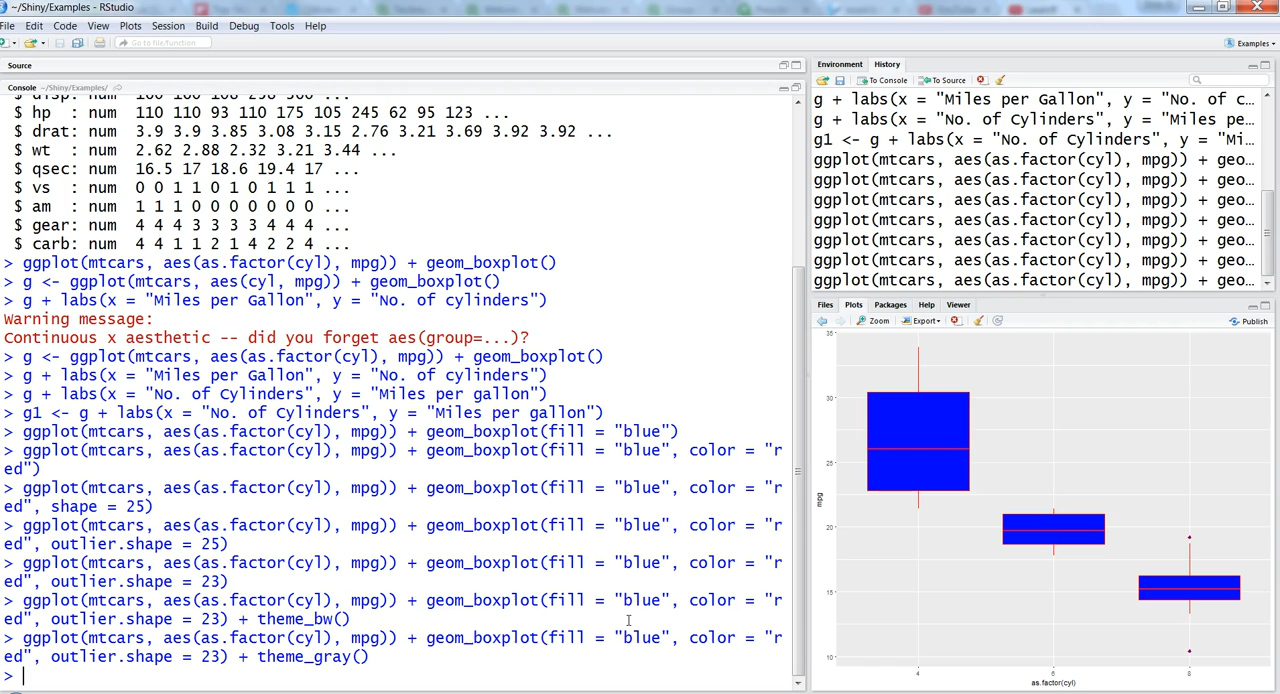 ~/Shiny/Examples - RStudio
File Edit Code View Plots Session Build Debug Tools Help
Go to file/function
Examples
Source
Console ~/Shiny/Examples/
$ hp : num 110 110 93 110 175 105 245 62 95 123 ...
$ drat: num 3.9 3.9 3.85 3.08 3.15 2.76 3.21 3.69 3.92 3.92 ...
$ wt : num 2.62 2.88 2.32 3.21 3.44 ...
$ qsec: num 16.5 17 18.6 19.4 17 ...
$ vs : num 0 0 1 1 0 1 0 1 1 1 ...
$ am : num 1 1 1 0 0 0 0 0 0 0 ...
$ gear: num 4 4 4 3 3 3 3 4 4 4 ...
$ carb: num 4 4 1 1 2 1 4 2 2 4 ...
> ggplot(mtcars, aes(as.factor(cyl), mpg)) + geom_boxplot()
> g <- ggplot(mtcars, aes(cyl, mpg)) + geom_boxplot()
> g + labs(x = "Miles per Gallon", y = "No. of cylinders")
Warning message:
Continuous x aesthetic -- did you forget aes(group=...)?
> g <- ggplot(mtcars, aes(as.factor(cyl), mpg)) + geom_boxplot()
> g + labs(x = "Miles per Gallon", y = "No. of cylinders")
> g + labs(x = "No. of Cylinders", y = "Miles per gallon")
> g1 <- g + labs(x = "No. of Cylinders", y = "Miles per gallon")
> ggplot(mtcars, aes(as.factor(cyl), mpg)) + geom_boxplot(fill = "blue")
> ggplot(mtcars, aes(as.factor(cyl), mpg)) + geom_boxplot(fill = "blue", color = "r
ed")
> ggplot(mtcars, aes(as.factor(cyl), mpg)) + geom_boxplot(fill = "blue", color = "r
ed", shape = 25)
> ggplot(mtcars, aes(as.factor(cyl), mpg)) + geom_boxplot(fill = "blue", color = "r
ed", outlier.shape = 25)
> ggplot(mtcars, aes(as.factor(cyl), mpg)) + geom_boxplot(fill = "blue", color = "r
ed", outlier.shape = 23)
> ggplot(mtcars, aes(as.factor(cyl), mpg)) + geom_boxplot(fill = "blue", color = "r
ed", outlier.shape = 23) + theme_bw()
> ggplot(mtcars, aes(as.factor(cyl), mpg)) + geom_boxplot(fill = "blue", color = "r
ed", outlier.shape = 23) + theme_gray()
>
Environment History
To Console To Source
g + labs(x = "Miles per Gallon", y = "No. of c...
g + labs(x = "No. of Cylinders", y = "Miles pe...
g1 <- g + labs(x = "No. of Cylinders", y = "Mi...
ggplot(mtcars, aes(as.factor(cyl), mpg)) + geo...
ggplot(mtcars, aes(as.factor(cyl), mpg)) + geo...
ggplot(mtcars, aes(as.factor(cyl), mpg)) + geo...
ggplot(mtcars, aes(as.factor(cyl), mpg)) + geo...
ggplot(mtcars, aes(as.factor(cyl), mpg)) + geo...
ggplot(mtcars, aes(as.factor(cyl), mpg)) + geo...
ggplot(mtcars, aes(as.factor(cyl), mpg)) + geo...
Files Plots Packages Help Viewer
Zoom Export Publish
35
30
25
20
15
10
mpg
4 6 8
as.factor(cyl)